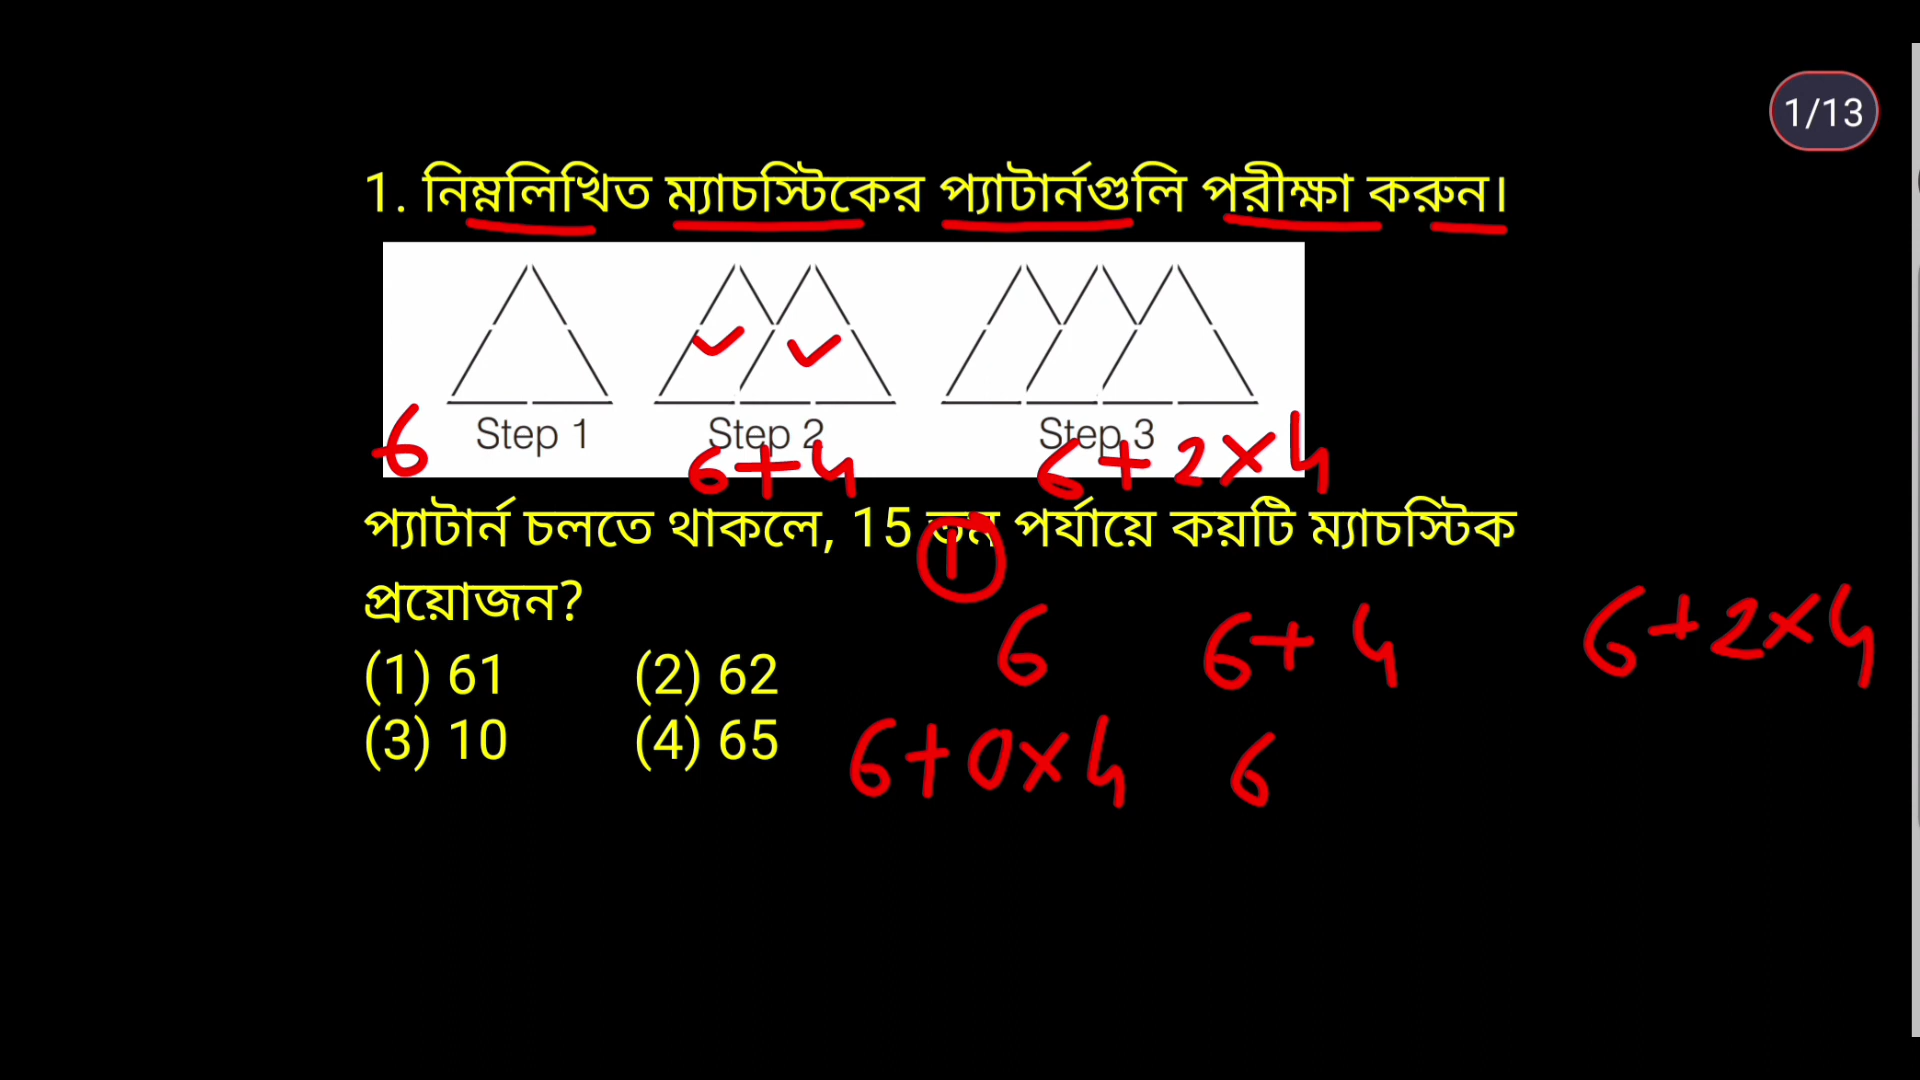 1/13
1. নিম্নলিখিত ম্যাচস্টিকের প্যাটার্নগুলি পরীক্ষা করুন।
Step 1 Step 2 Step 3
6 6+4 6+2×4
প্যাটার্ন চলতে থাকলে, 15 তম পর্যায়ে কয়টি ম্যাচস্টিক
প্রয়োজন?
1
6 6+4 6+2×4
(1) 61 (2) 62
(3) 10 (4) 65
6+0×4 6